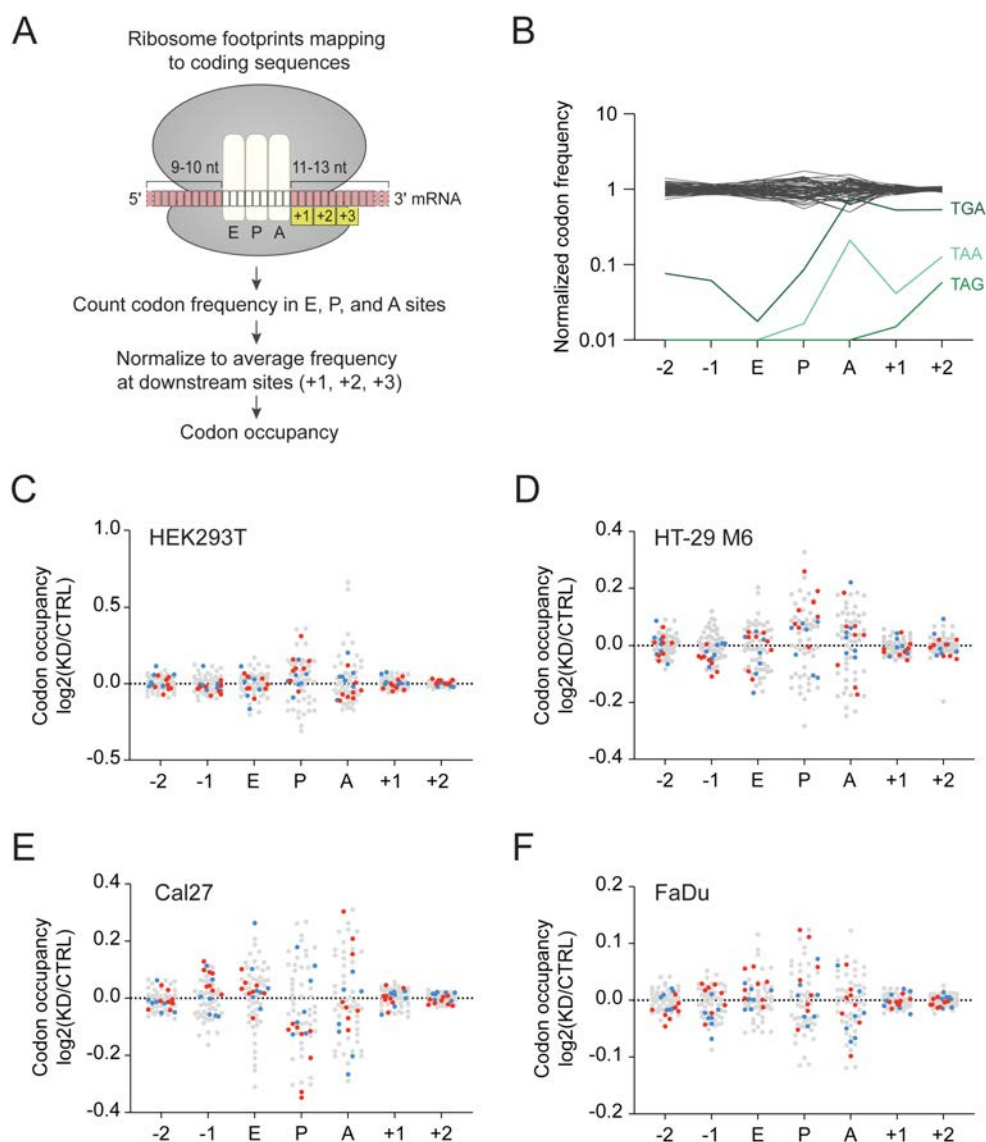 A
Ribosome footprints mapping
to coding sequences
9-10 nt
11-13 nt
5'
3' mRNA
+1 +2 +3
E P A
Count codon frequency in E, P, and A sites
Normalize to average frequency
at downstream sites (+1, +2, +3)
Codon occupancy
B
Normalized codon frequency
10
1
0.1
0.01
TGA
TAA
TAG
-2 -1 E P A +1 +2
C
HEK293T
Codon occupancy
log2(KD/CTRL)
1.0
0.5
0.0
-0.5
-2 -1 E P A +1 +2
D
HT-29 M6
Codon occupancy
log2(KD/CTRL)
0.4
0.2
0.0
-0.2
-0.4
-2 -1 E P A +1 +2
E
Cal27
Codon occupancy
log2(KD/CTRL)
0.4
0.2
0.0
-0.2
-0.4
-2 -1 E P A +1 +2
F
FaDu
Codon occupancy
log2(KD/CTRL)
0.2
0.1
0.0
-0.1
-0.2
-2 -1 E P A +1 +2